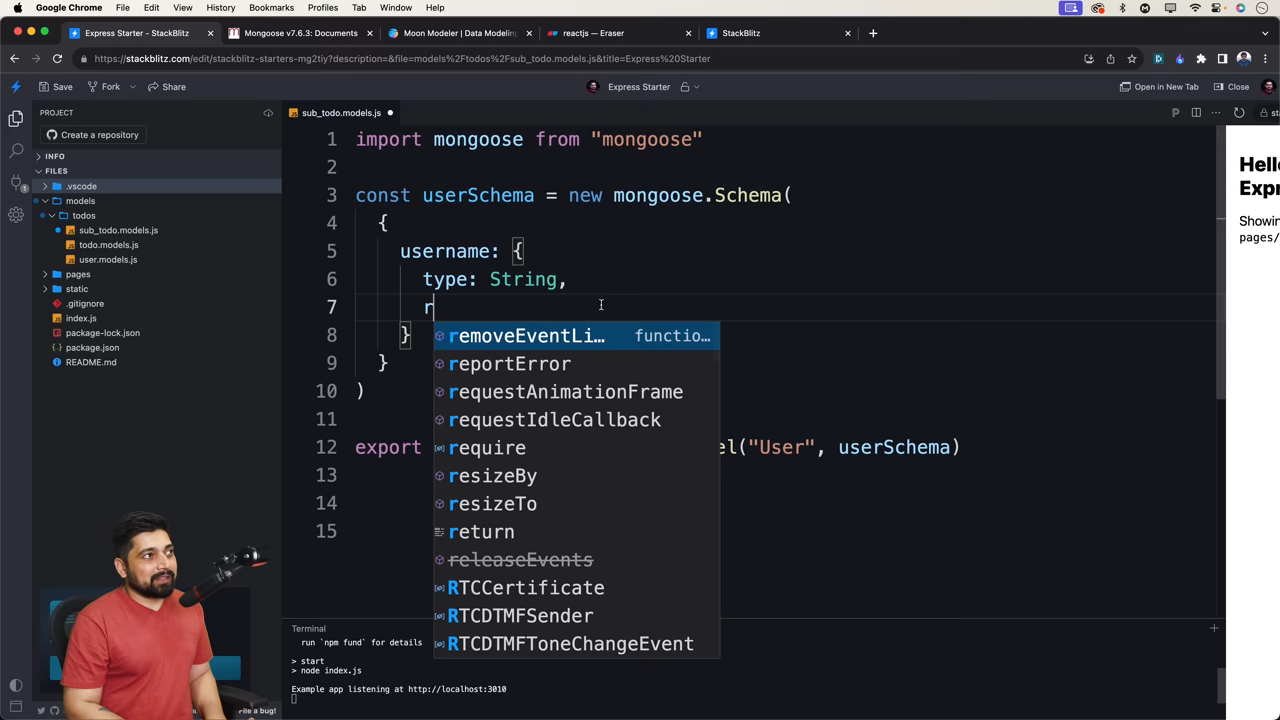 Google Chrome File Edit View History Bookmarks Profiles Tab Window Help
Express Starter - StackBlitz
Mongoose v7.6.3: Documents
Moon Modeler | Data Modeling
reactjs — Eraser
StackBlitz
https://stackblitz.com/edit/stackblitz-starters-mg2tiy?description=&file=models%2Ftodos%2Fsub_todo.models.js&title=Express%20Starter
Save Fork Share
Express Starter
Open in New Tab Close
PROJECT
Create a repository
INFO
FILES
.vscode
models
todos
sub_todo.models.js
todo.models.js
user.models.js
pages
static
.gitignore
index.js
package-lock.json
package.json
README.md
sub_todo.models.js
1 import mongoose from "mongoose"
2
3 const userSchema = new mongoose.Schema(
4 {
5 username: {
6 type: String,
7 r
8 }
9 }
10 )
11
12 export el("User", userSchema)
13
14
15
removeEventLi… functio…
reportError
requestAnimationFrame
requestIdleCallback
require
resizeBy
resizeTo
return
releaseEvents
RTCCertificate
RTCDTMFSender
RTCDTMFToneChangeEvent
Terminal
run `npm fund` for details
> start
> node index.js
Example app listening at http://localhost:3010
Hell
Expr
Showin
pages/
file a bug!